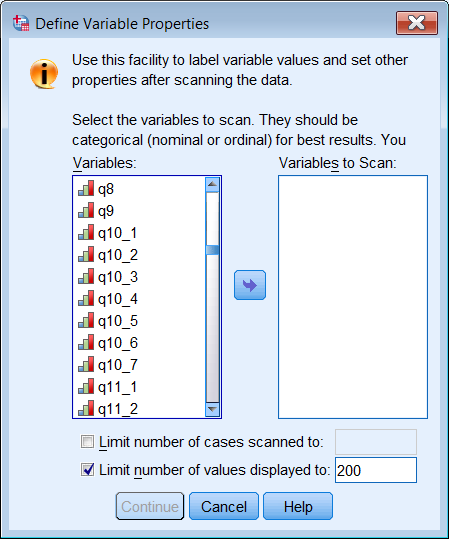 Define Variable Properties
Use this facility to label variable values and set other
properties after scanning the data.
Select the variables to scan. They should be
categorical (nominal or ordinal) for best results. You
Variables:
Variables to Scan:
q8
q9
q10_1
q10_2
q10_3
q10_4
q10_5
q10_6
q10_7
q11_1
q11_2
Limit number of cases scanned to:
Limit number of values displayed to: 200
Continue
Cancel
Help